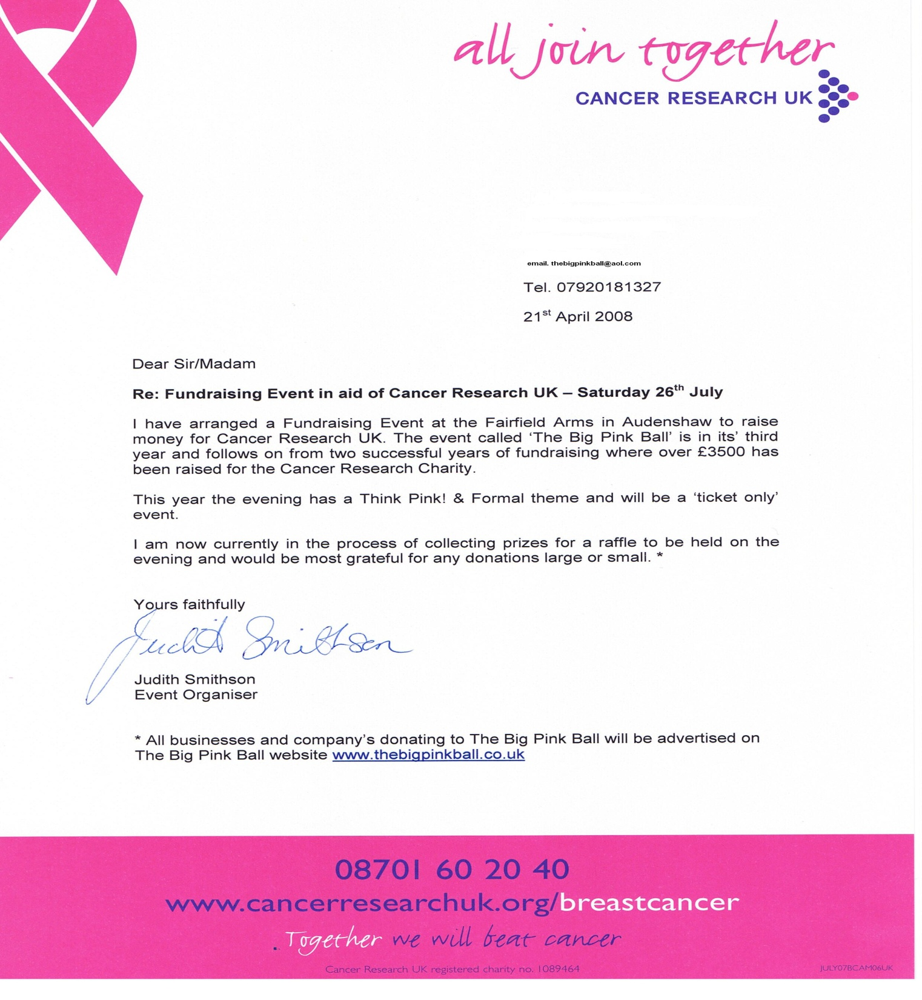 all join together
CANCER RESEARCH UK
email. thebigpinkball@aol.com
Tel. 07920181327
21st April 2008
Dear Sir/Madam
Re: Fundraising Event in aid of Cancer Research UK – Saturday 26th July
I have arranged a Fundraising Event at the Fairfield Arms in Audenshaw to raise
money for Cancer Research UK. The event called ‘The Big Pink Ball’ is in its’ third
year and follows on from two successful years of fundraising where over £3500 has
been raised for the Cancer Research Charity.
This year the evening has a Think Pink! & Formal theme and will be a ‘ticket only’
event.
I am now currently in the process of collecting prizes for a raffle to be held on the
evening and would be most grateful for any donations large or small. *
Yours faithfully
Judith Smithson
Judith Smithson
Event Organiser
* All businesses and company’s donating to The Big Pink Ball will be advertised on
The Big Pink Ball website www.thebigpinkball.co.uk
08701 60 20 40
www.cancerresearchuk.org/breastcancer
Together we will beat cancer
Cancer Research UK registered charity no. 1089464
JULY07BCAM06UK